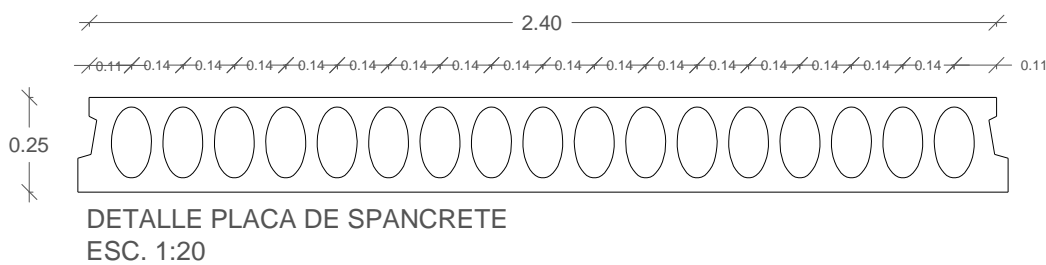 2.40
0.11 0.14 0.14 0.14 0.14 0.14 0.14 0.14 0.14 0.14 0.14 0.14 0.14 0.14 0.14 0.14 0.14 0.11
0.25
DETALLE PLACA DE SPANCRETE
ESC. 1:20